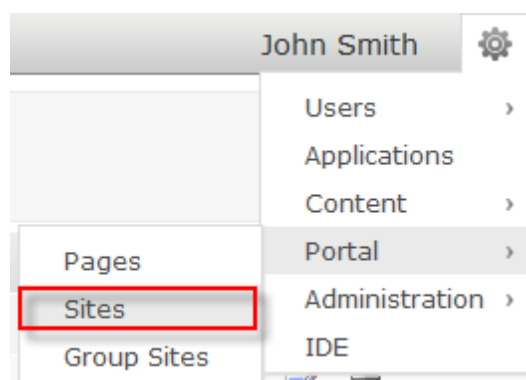 John Smith
Users
Applications
Content
Portal
Administration
IDE
Pages
Sites
Group Sites